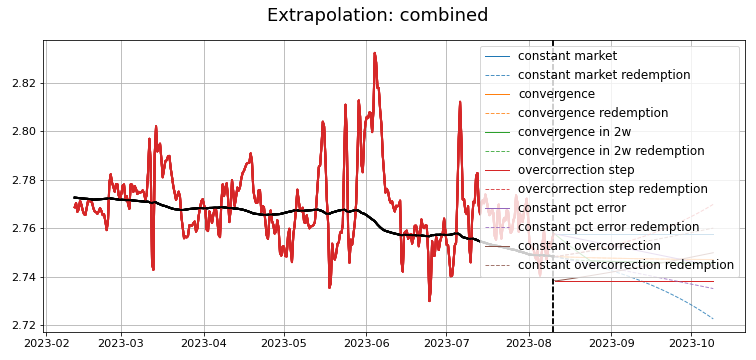 Extrapolation: combined
2.82
2.80
2.78
2.76
2.74
2.72
constant market
constant market redemption
convergence
convergence redemption
convergence in 2w
convergence in 2w redemption
overcorrection step
overcorrection step redemption
constant pct error
constant pct error redemption
constant overcorrection
constant overcorrection redemption
2023-02 2023-03 2023-04 2023-05 2023-06 2023-07 2023-08 2023-09 2023-10